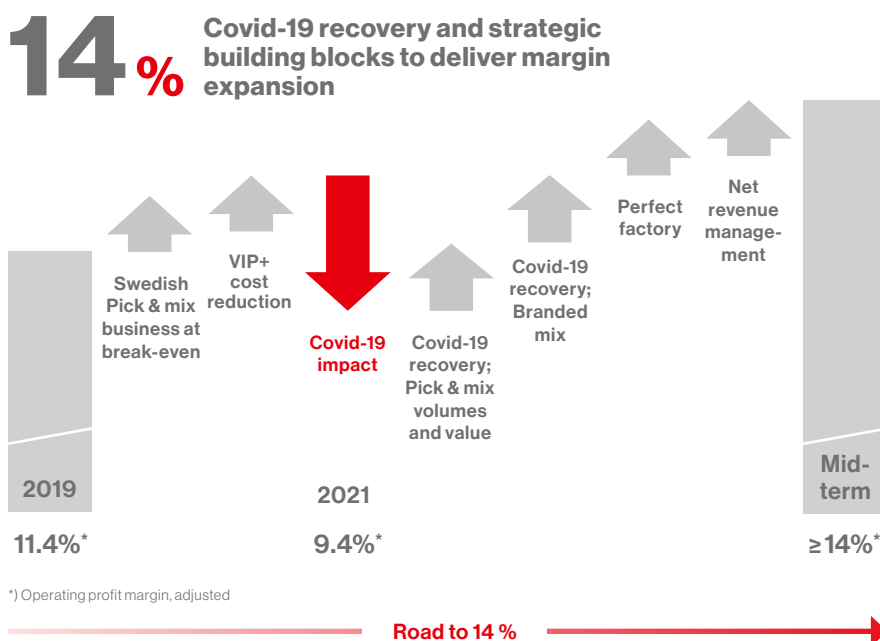 14 %
Covid-19 recovery and strategic
building blocks to deliver margin
expansion
Swedish
Pick & mix
business at
break-even
VIP+
cost
reduction
Covid-19
impact
Covid-19
recovery;
Pick & mix
volumes
and value
Covid-19
recovery;
Branded
mix
Perfect
factory
Net
revenue
manage-
ment
2019
2021
Mid-
term
11.4%*
9.4%*
≥14%*
*) Operating profit margin, adjusted
Road to 14 %